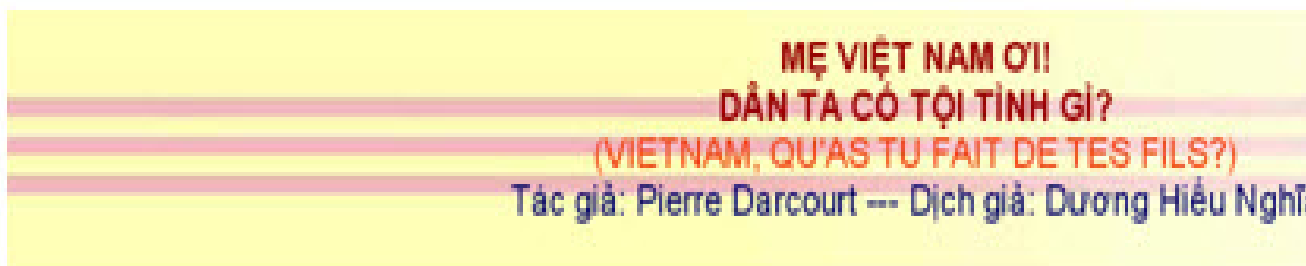 MẸ VIỆT NAM ƠI!
DÂN TA CÓ TỘI TÌNH GÌ?
(VIETNAM, QU'AS TU FAIT DE TES FILS?)
Tác giả: Pierre Darcourt --- Dịch giả: Dương Hiếu Nghĩa